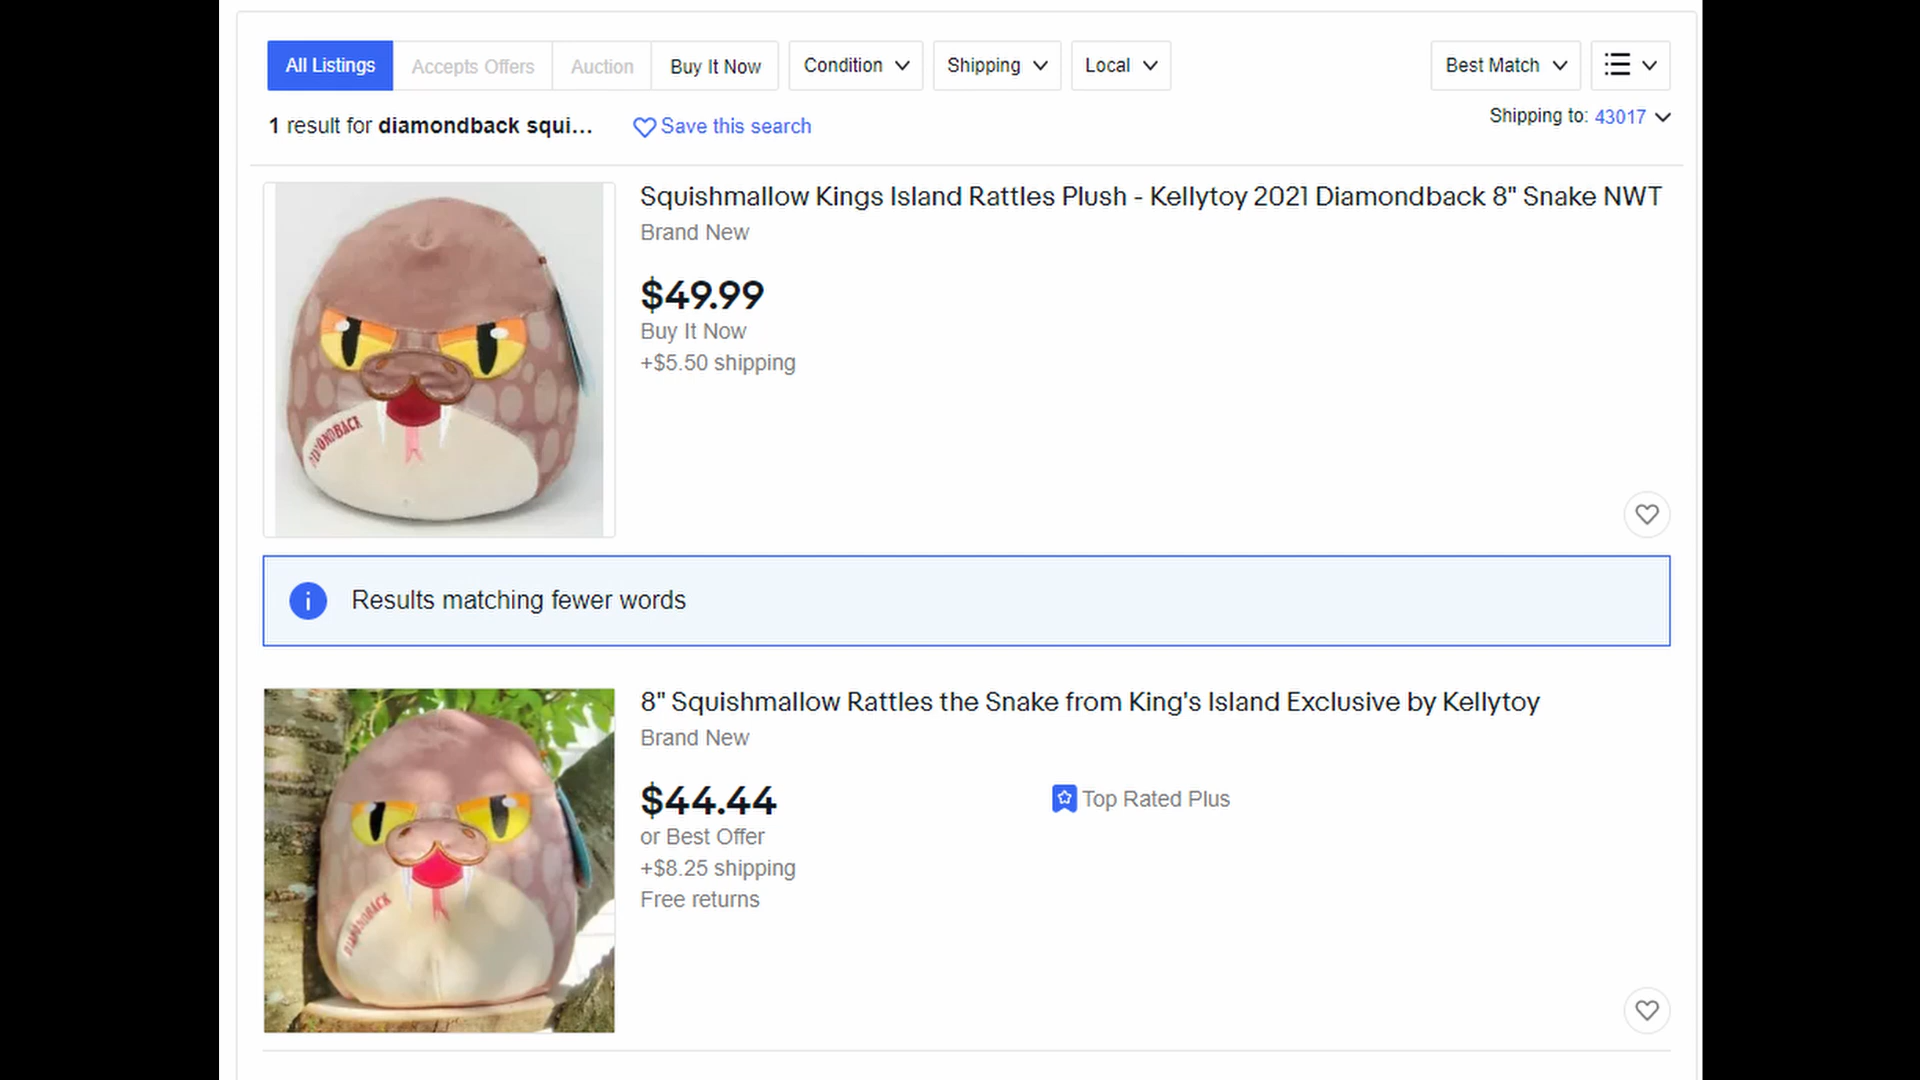 All Listings Accepts Offers Auction Buy It Now Condition Shipping Local Best Match
1 result for diamondback squi... Save this search Shipping to: 43017
Squishmallow Kings Island Rattles Plush - Kellytoy 2021 Diamondback 8" Snake NWT
Brand New
$49.99
Buy It Now
+$5.50 shipping
DIAMONDBACK
Results matching fewer words
8" Squishmallow Rattles the Snake from King's Island Exclusive by Kellytoy
Brand New
$44.44
Top Rated Plus
or Best Offer
+$8.25 shipping
Free returns
DIAMONDBACK